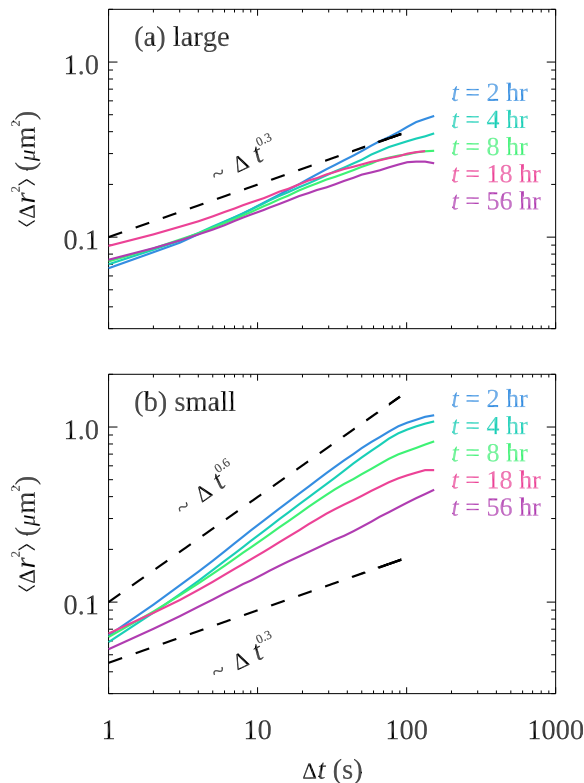 (a) large
1.0
0.1
⟨Δr²⟩ (μm²)
~ Δt^0.3
t = 2 hr
t = 4 hr
t = 8 hr
t = 18 hr
t = 56 hr
(b) small
1.0
0.1
⟨Δr²⟩ (μm²)
~ Δt^0.6
t = 2 hr
t = 4 hr
t = 8 hr
t = 18 hr
t = 56 hr
~ Δt^0.3
1 10 100 1000
Δt (s)